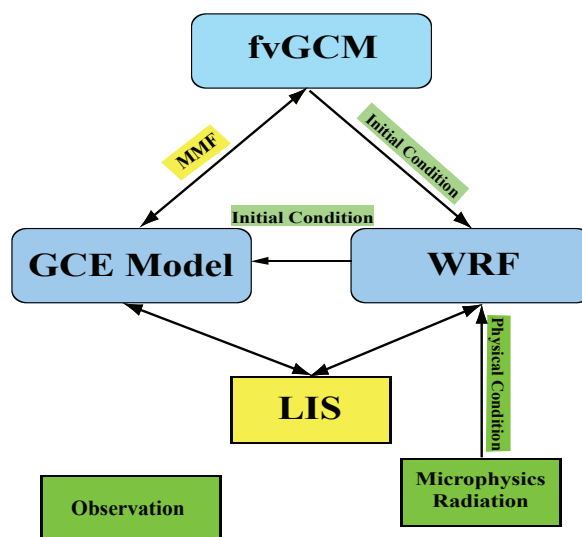 fvGCM
MMF
Initial Condition
Initial Condition
GCE Model
WRF
Physical Condition
LIS
Microphysics
Radiation
Observation